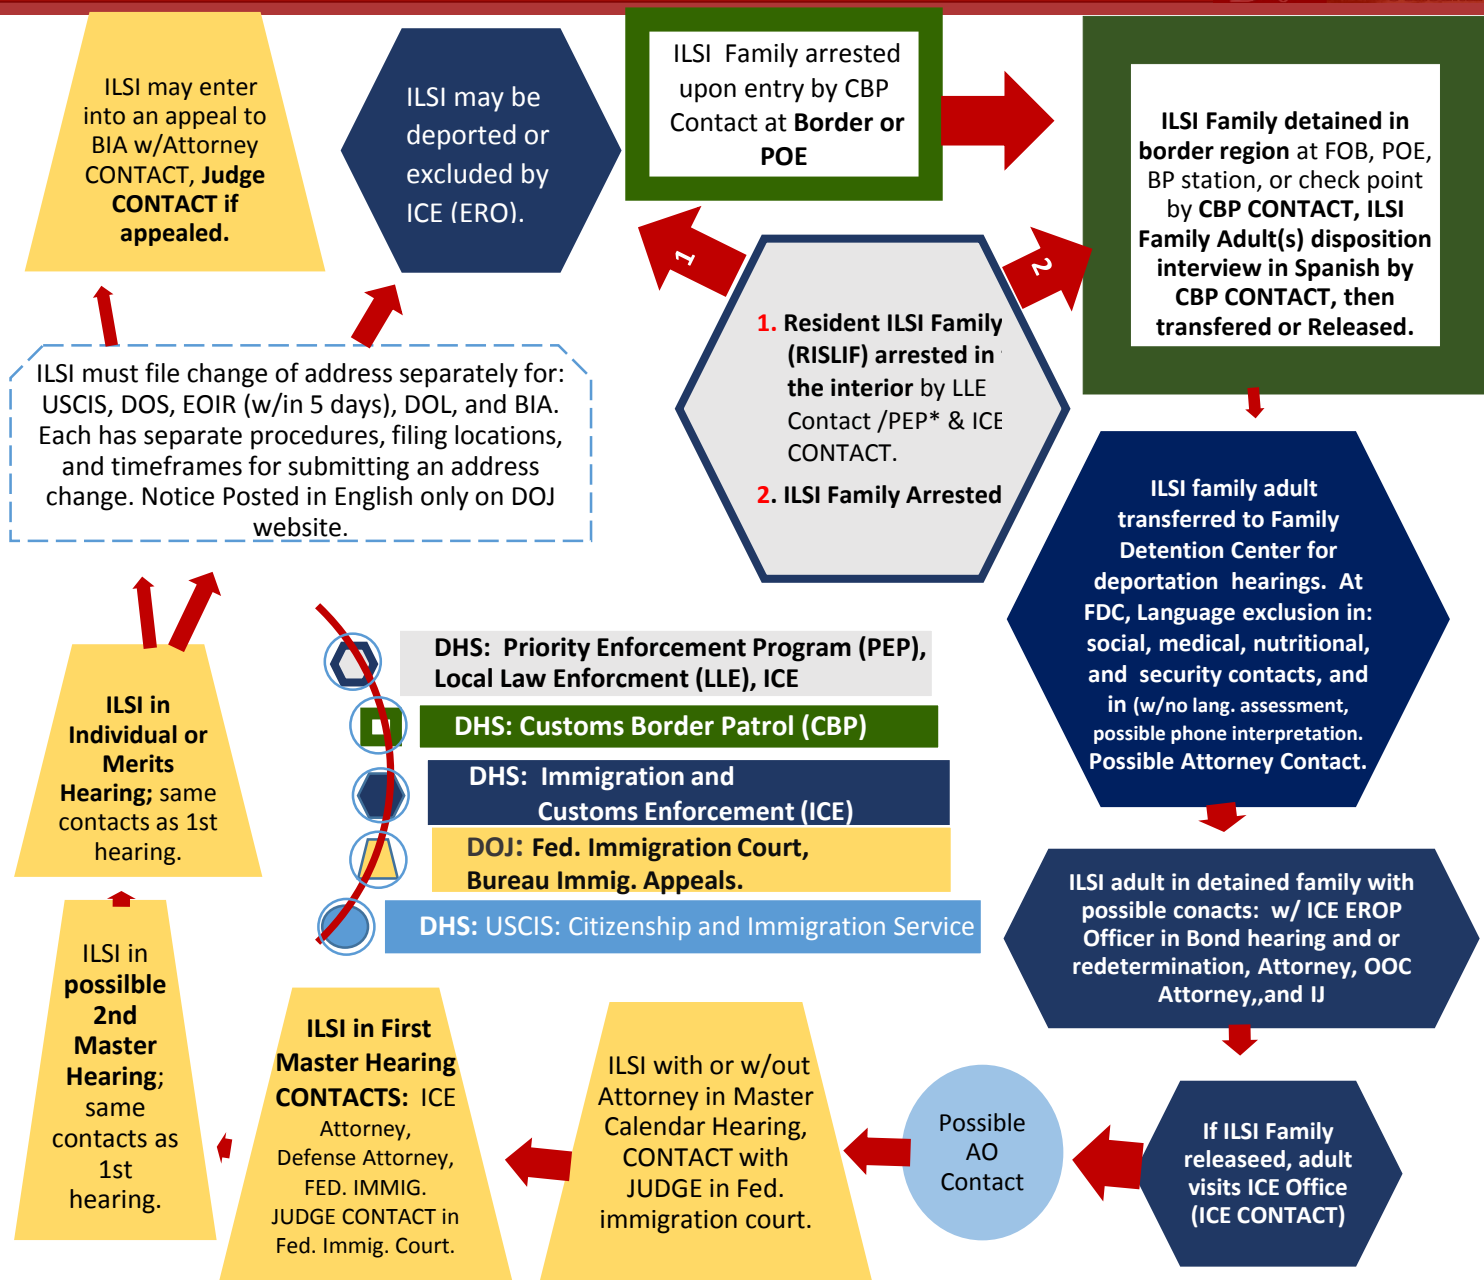 ILSI may enter
into an appeal to
BIA w/Attorney
CONTACT, Judge
CONTACT if
appealed.
ILSI may be
deported or
excluded by
ICE (ERO).
ILSI Family arrested
upon entry by CBP
Contact at Border or
POE
ILSI Family detained in
border region at FOB, POE,
BP station, or check point
by CBP CONTACT, ILSI
Family Adult(s) disposition
interview in Spanish by
CBP CONTACT, then
transfered or Released.
1
2
1. Resident ILSI Family
(RISLIF) arrested in
the interior by LLE
Contact /PEP* & ICE
CONTACT.
2. ILSI Family Arrested
ILSI must file change of address separately for:
USCIS, DOS, EOIR (w/in 5 days), DOL, and BIA.
Each has separate procedures, filing locations,
and timeframes for submitting an address
change. Notice Posted in English only on DOJ
website.
ILSI family adult
transferred to Family
Detention Center for
deportation hearings. At
FDC, Language exclusion in:
social, medical, nutritional,
and security contacts, and
in (w/no lang. assessment,
possible phone interpretation.
Possible Attorney Contact.
DHS: Priority Enforcement Program (PEP),
Local Law Enforcment (LLE), ICE
DHS: Customs Border Patrol (CBP)
DHS: Immigration and
Customs Enforcement (ICE)
DOJ: Fed. Immigration Court,
Bureau Immig. Appeals.
DHS: USCIS: Citizenship and Immigration Service
ILSI in
Individual or
Merits
Hearing; same
contacts as 1st
hearing.
ILSI adult in detained family with
possible conacts: w/ ICE EROP
Officer in Bond hearing and or
redetermination, Attorney, OOC
Attorney,,and IJ
ILSI in
possilble
2nd
Master
Hearing;
same
contacts as
1st
hearing.
ILSI in First
Master Hearing
CONTACTS: ICE
Attorney,
Defense Attorney,
FED. IMMIG.
JUDGE CONTACT in
Fed. Immig. Court.
ILSI with or w/out
Attorney in Master
Calendar Hearing,
CONTACT with
JUDGE in Fed.
immigration court.
Possible
AO
Contact
If ILSI Family
releaseed, adult
visits ICE Office
(ICE CONTACT)